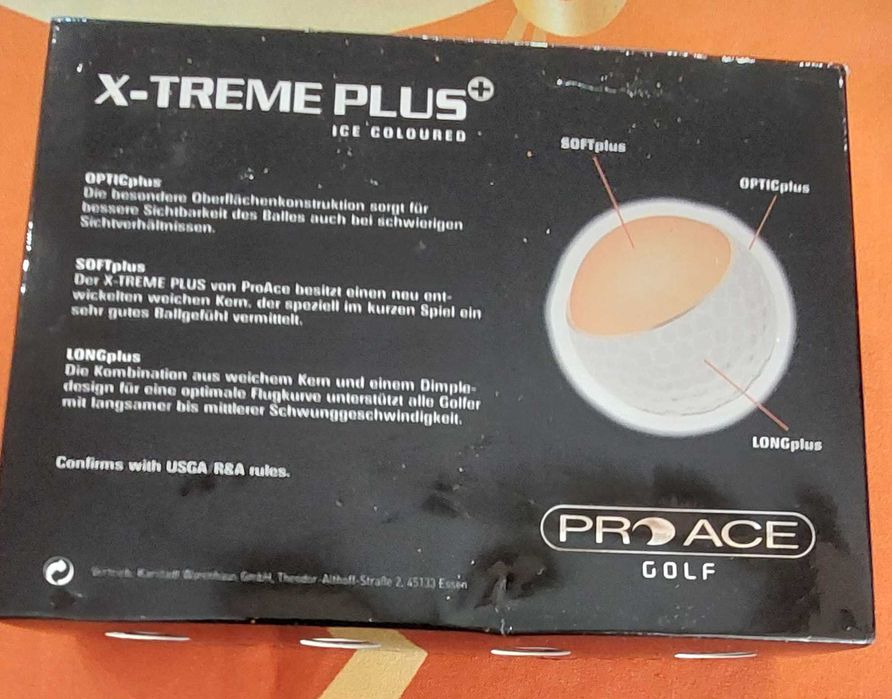 X-TREME PLUS+
ICE COLOURED
OPTICplus
Die besondere Oberflächenkonstruktion sorgt für
bessere Sichtbarkeit des Balles auch bei schwierigen
Sichtverhältnissen.
SOFTplus
Der X-TREME PLUS von ProAce besitzt einen neu ent-
wickelten weichen Kern, der speziell im kurzen Spiel ein
sehr gutes Ballgefühl vermittelt.
LONGplus
Die Kombination aus weichem Kern und einem Dimple-
design für eine optimale Flugkurve unterstützt alle Golfer
mit langsamer bis mittlerer Schwunggeschwindigkeit.
Confirms with USGA R&A rules.
Vertrieb: Karstadt Warenhaus GmbH, Theodor-Althoff-Straße 2, 45133 Essen
SOFTplus
OPTICplus
LONGplus
PRO ACE
GOLF